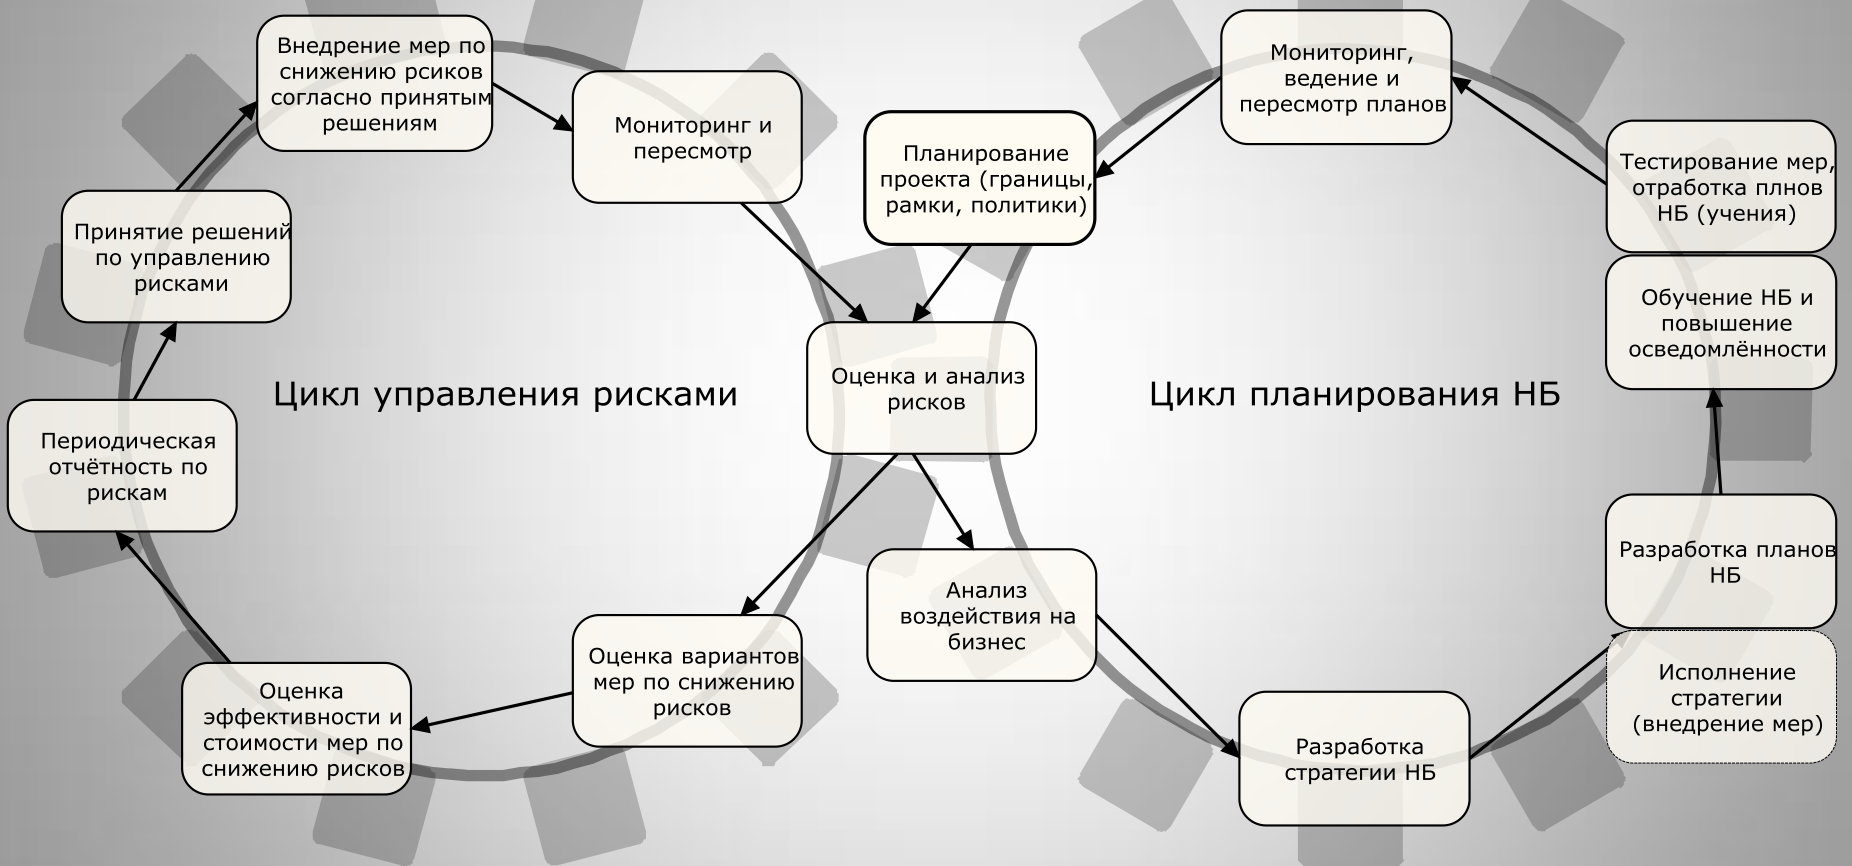 Внедрение мер по
снижению рсиков
согласно принятым
решениям
Мониторинг и
пересмотр
Принятие решений
по управлению
рисками
Цикл управления рисками
Периодическая
отчётность по
рискам
Оценка
эффективности и
стоимости мер по
снижению рисков
Оценка вариантов
мер по снижению
рисков
Оценка и анализ
рисков
Планирование
проекта (границы,
рамки, политики)
Мониторинг,
ведение и
пересмотр планов
Тестирование мер,
отработка плнов
НБ (учения)
Обучение НБ и
повышение
осведомлённости
Цикл планирования НБ
Разработка планов
НБ
Исполнение
стратегии
(внедрение мер)
Анализ
воздействия на
бизнес
Разработка
стратегии НБ